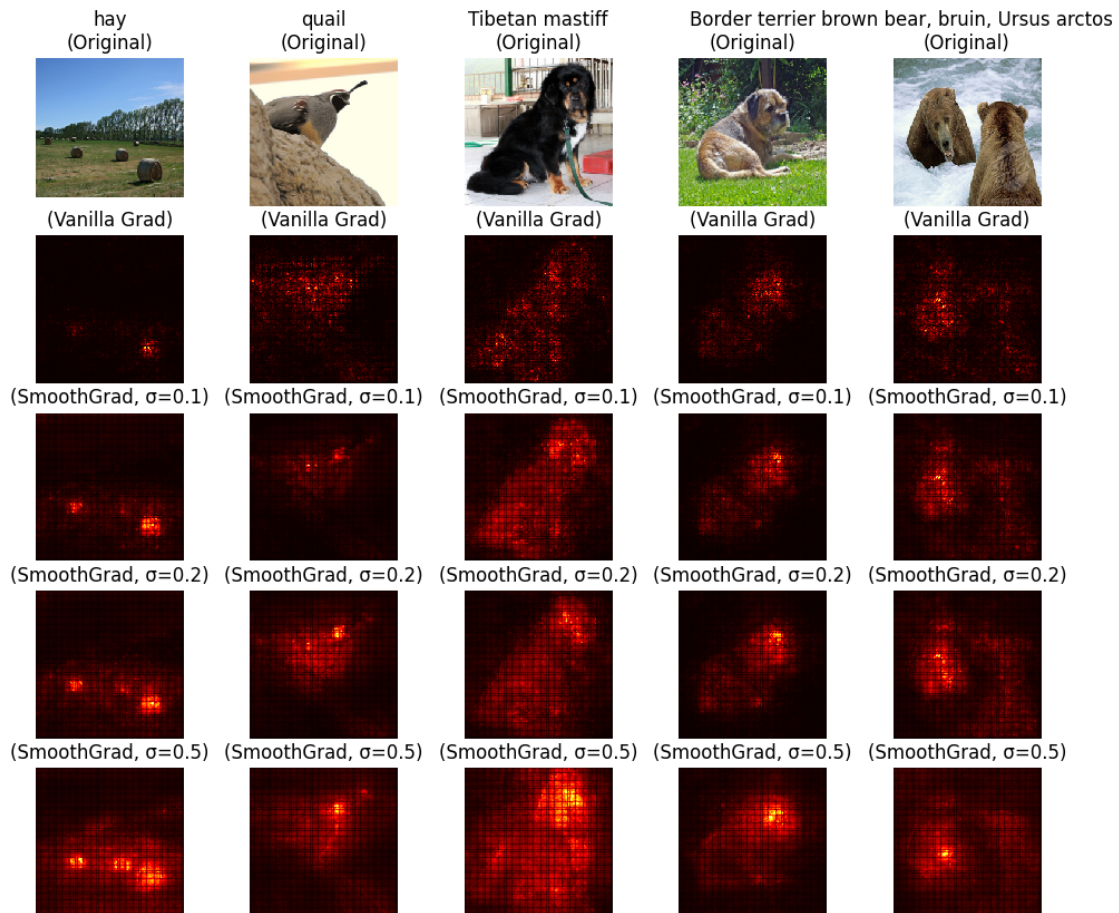 hay
(Original)
quail
(Original)
Tibetan mastiff
(Original)
Border terrier
(Original)
brown bear, bruin, Ursus arctos
(Original)
(Vanilla Grad) (Vanilla Grad) (Vanilla Grad) (Vanilla Grad) (Vanilla Grad)
(SmoothGrad, σ=0.1) (SmoothGrad, σ=0.1) (SmoothGrad, σ=0.1) (SmoothGrad, σ=0.1) (SmoothGrad, σ=0.1)
(SmoothGrad, σ=0.2) (SmoothGrad, σ=0.2) (SmoothGrad, σ=0.2) (SmoothGrad, σ=0.2) (SmoothGrad, σ=0.2)
(SmoothGrad, σ=0.5) (SmoothGrad, σ=0.5) (SmoothGrad, σ=0.5) (SmoothGrad, σ=0.5) (SmoothGrad, σ=0.5)